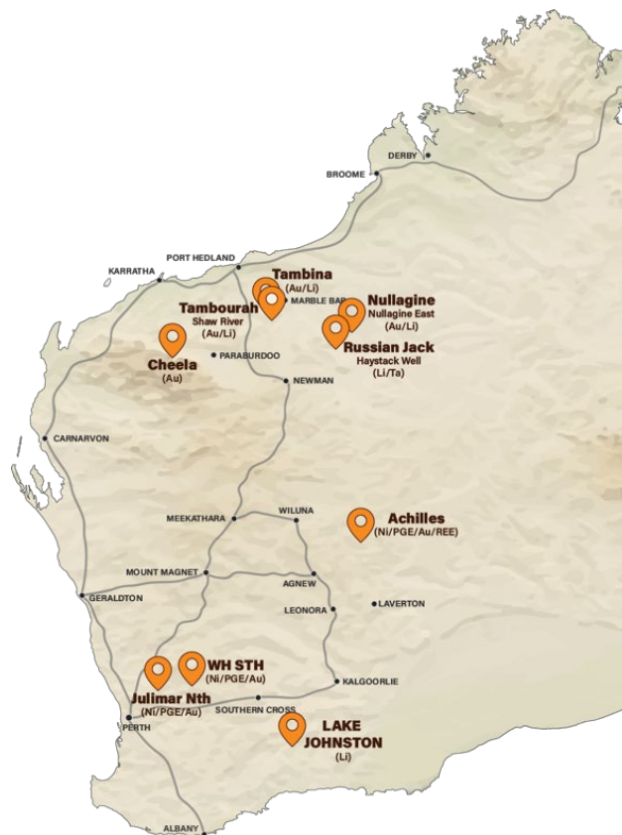 DERBY
BROOME
PORT HEDLAND
KARRATHA
Tambina
(Au/Li)
MARBLE BAR
Tambourah
Shaw River
(Au/Li)
Nullagine
Nullagine East
(Au/Li)
Russian Jack
Haystack Well
(Li/Ta)
Cheela
(Au)
PARABURDOO
NEWMAN
CARNARVON
MEEKATHARA
WILUNA
Achilles
(Ni/PGE/Au/REE)
MOUNT MAGNET
AGNEW
GERALDTON
LEONORA
LAVERTON
WH STH
(Ni/PGE/Au)
Julimar Nth
(Ni/PGE/Au)
KALGOORLIE
SOUTHERN CROSS
PERTH
LAKE
JOHNSTON
(Li)
ALBANY